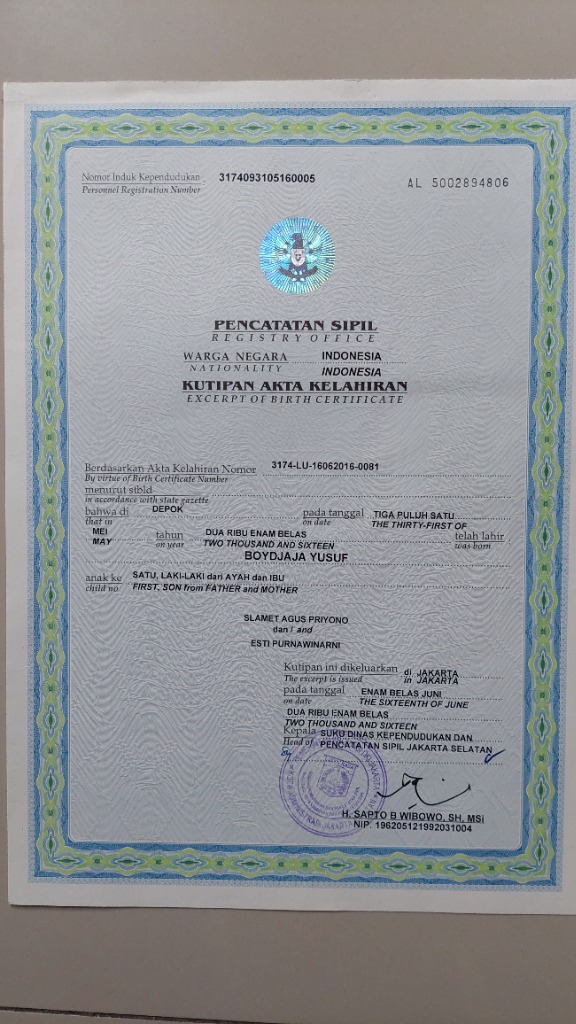 Nomor Induk Kependudukan 3174093105160005
Personnel Registration Number
AL 5002894806
PENCATATAN SIPIL
REGISTRY OFFICE
WARGA NEGARA INDONESIA
NATIONALITY INDONESIA
KUTIPAN AKTA KELAHIRAN
EXCERPT OF BIRTH CERTIFICATE
Berdasarkan Akta Kelahiran Nomor 3174-LU-16062016-0081
By virtue of Birth Certificate Number
menurut stbld
in accordance with state gazette
bahwa di DEPOK pada tanggal TIGA PULUH SATU
that in on date THE THIRTY-FIRST OF
MEI tahun DUA RIBU ENAM BELAS telah lahir
MAY on year TWO THOUSAND AND SIXTEEN was born
BOYDJAJA YUSUF
anak ke SATU, LAKI-LAKI dari AYAH dan IBU
child no FIRST, SON from FATHER and MOTHER
SLAMET AGUS PRIYONO
dan / and
ESTI PURNAWINARNI
Kutipan ini dikeluarkan di JAKARTA
The excerpt is issued in JAKARTA
pada tanggal ENAM BELAS JUNI
on date THE SIXTEENTH OF JUNE
DUA RIBU ENAM BELAS
TWO THOUSAND AND SIXTEEN
Kepala SUKU DINAS KEPENDUDUKAN DAN
Head of PENCATATAN SIPIL JAKARTA SELATAN
H. SAPTO B WIBOWO, SH, MSi
NIP. 196205121992031004